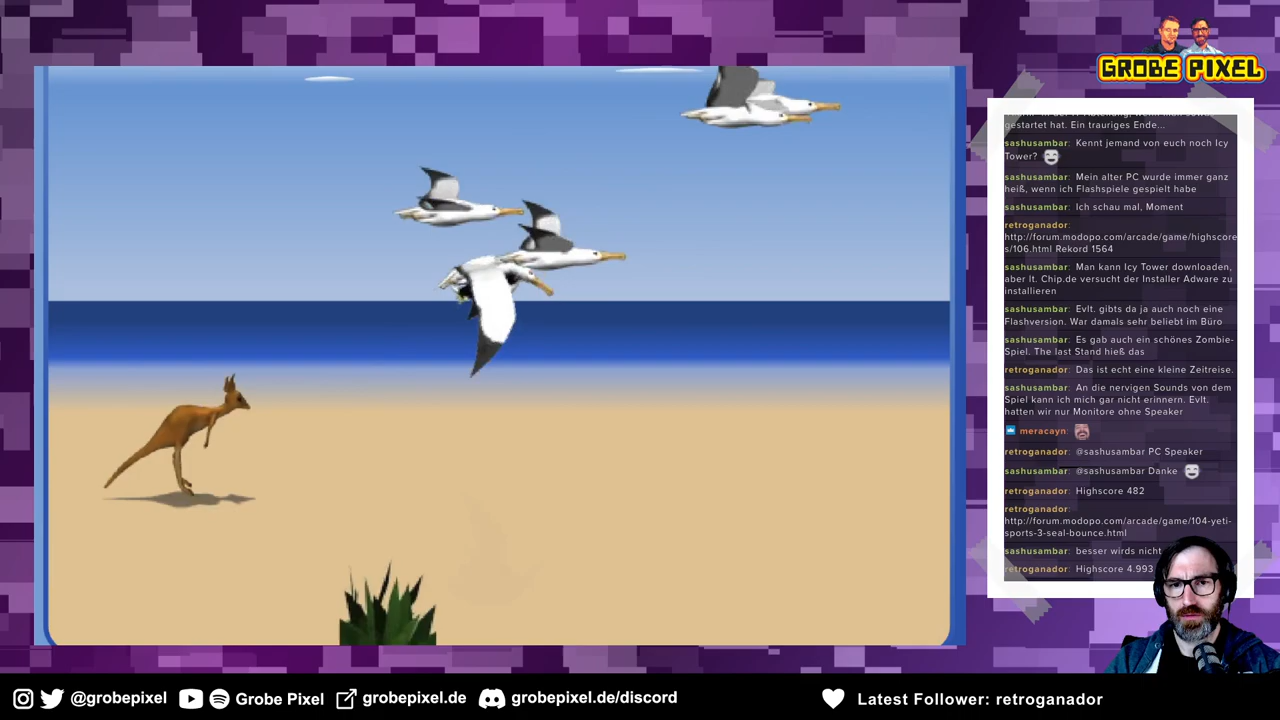 GROBE PIXEL
gestartet hat. Ein trauriges Ende...
sashusambar: Kennt jemand von euch noch Icy
Tower?
sashusambar: Mein alter PC wurde immer ganz
heiß, wenn ich Flashspiele gespielt habe
sashusambar: Ich schau mal, Moment
retroganador:
http://forum.modopo.com/arcade/game/highscore
s/106.html Rekord 1564
sashusambar: Man kann Icy Tower downloaden,
aber lt. Chip.de versucht der Installer Adware zu
installieren
sashusambar: Evlt. gibts da ja auch noch eine
Flashversion. War damals sehr beliebt im Büro
sashusambar: Es gab auch ein schönes Zombie-
Spiel. The last Stand hieß das
retroganador: Das ist echt eine kleine Zeitreise.
sashusambar: An die nervigen Sounds von dem
Spiel kann ich mich gar nicht erinnern. Evlt.
hatten wir nur Monitore ohne Speaker
meracayn:
retroganador: @sashusambar PC Speaker
sashusambar: @sashusambar Danke
retroganador: Highscore 482
retroganador:
http://forum.modopo.com/arcade/game/104-yeti-
sports-3-seal-bounce.html
sashusambar: besser wirds nicht
retroganador: Highscore 4.993
@grobepixel Grobe Pixel grobepixel.de grobepixel.de/discord Latest Follower: retroganador